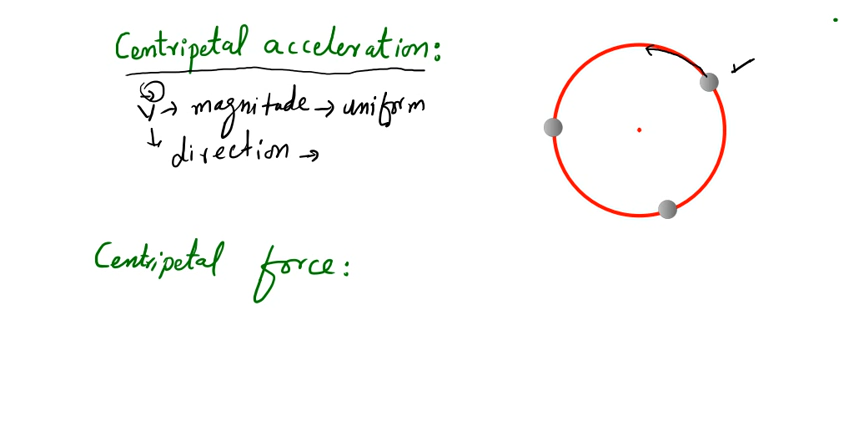 Centripetal acceleration:
V → magnitude → uniform
↓ direction →
Centripetal force: